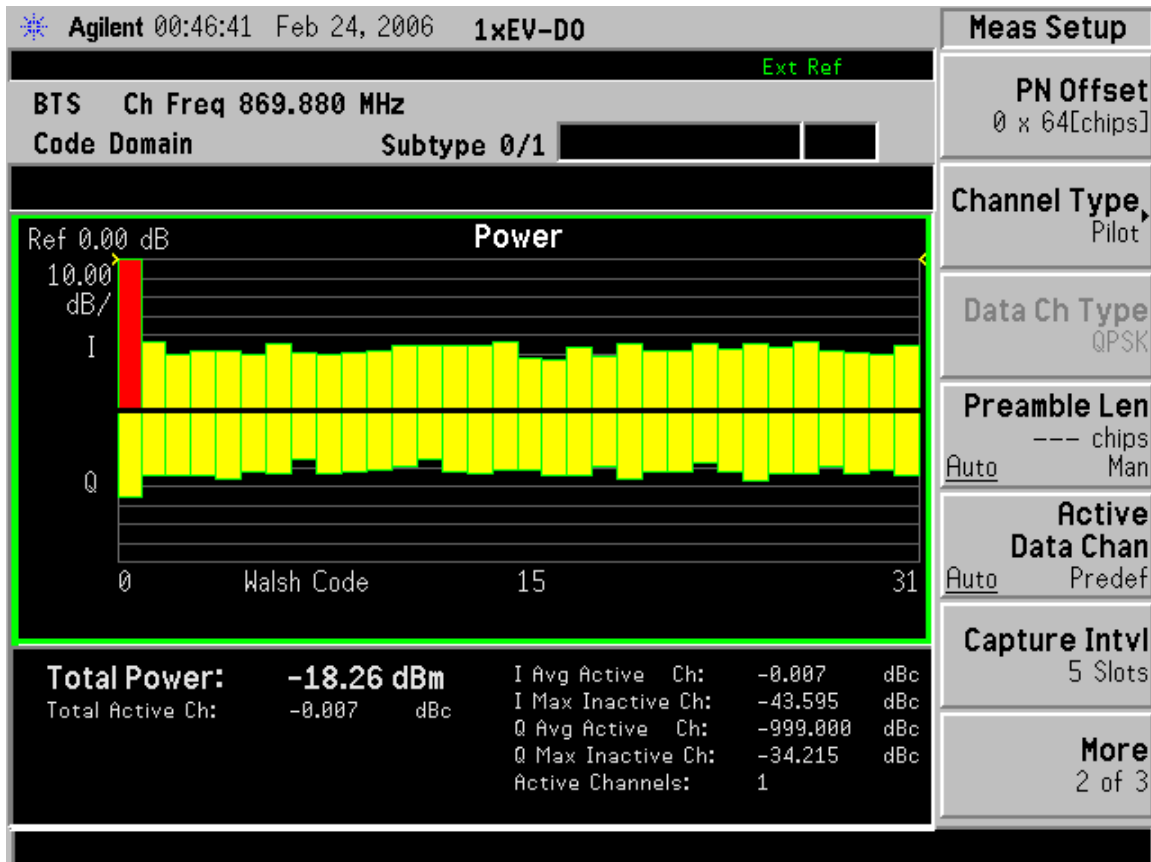 Agilent 00:46:41 Feb 24, 2006 1xEV-DO
Ext Ref
BTS Ch Freq 869.880 MHz
Code Domain Subtype 0/1
Ref 0.00 dB Power
10.00
dB/
I
Q
0 Walsh Code 15 31
Total Power: -18.26 dBm
Total Active Ch: -0.007 dBc
I Avg Active Ch: -0.007 dBc
I Max Inactive Ch: -43.595 dBc
Q Avg Active Ch: -999.000 dBc
Q Max Inactive Ch: -34.215 dBc
Active Channels: 1
Meas Setup
PN Offset
0 x 64[chips]
Channel Type
Pilot
Data Ch Type
QPSK
Preamble Len
--- chips
Auto Man
Active
Data Chan
Auto Predef
Capture Intvl
5 Slots
More
2 of 3